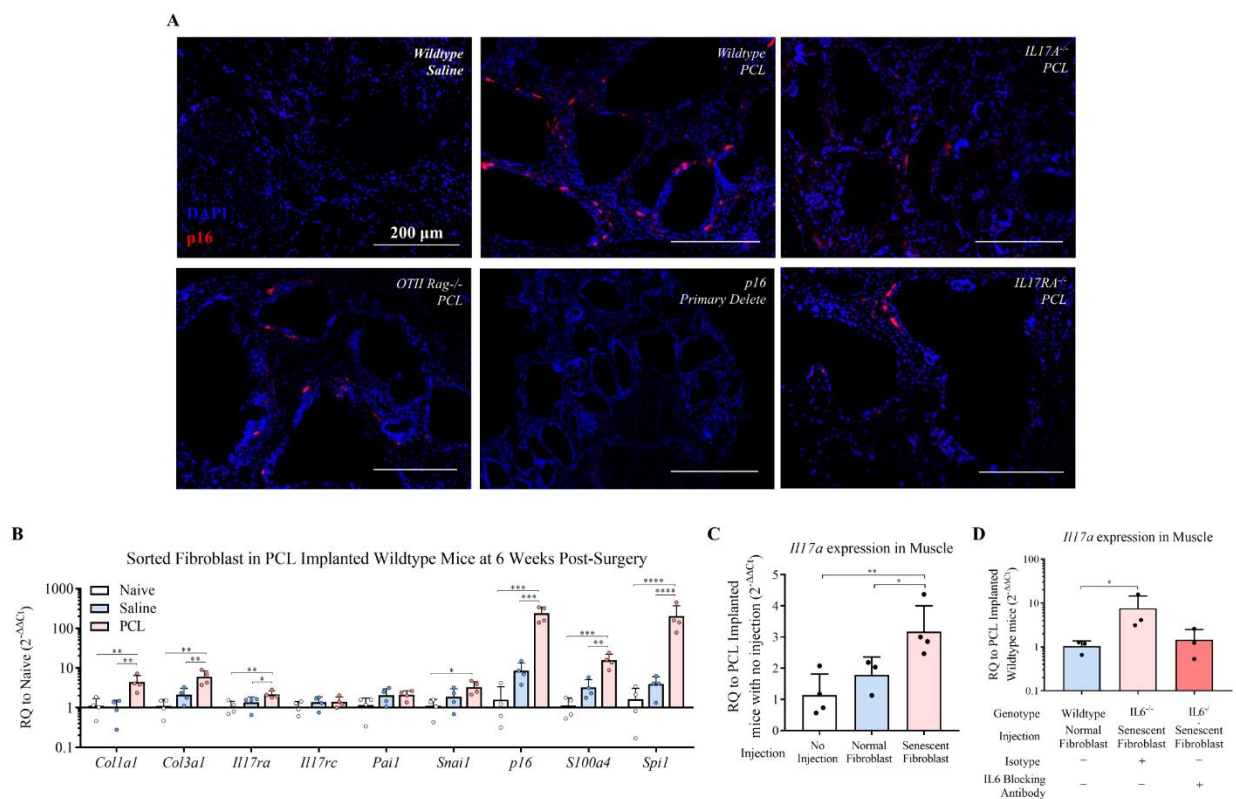 A
Wildtype
Saline
DAPI
p16
200 μm
Wildtype
PCL
IL17A-/-
PCL
OTII Rag-/-
PCL
p16
Primary Delete
IL17RA-/-
PCL
B
Sorted Fibroblast in PCL Implanted Wildtype Mice at 6 Weeks Post-Surgery
RQ to Naive (2-ΔΔCt)
1000
100
10
1
0.1
Naive
Saline
PCL
**
**
**
**
**
*
*
***
***
***
**
****
****
Col1a1 Col3a1 Il17ra Il17rc Pai1 Snai1 p16 S100a4 Spi1
C
Il17a expression in Muscle
RQ to PCL Implanted
mice with no injection (2-ΔΔCt)
5
4
3
2
1
0
**
*
Injection No Injection Normal Fibroblast Senescent Fibroblast
D
Il17a expression in Muscle
RQ to PCL Implanted
Wildtype mice (2-ΔΔCt)
100
10
1
0.1
*
Genotype Wildtype IL6-/- IL6-/-
Injection Normal Fibroblast Senescent Fibroblast Senescent Fibroblast
Isotype – + –
IL6 Blocking
Antibody – – +